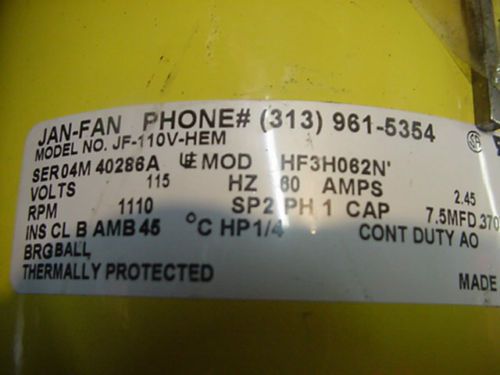 JAN-FAN PHONE# (313) 961-5354
MODEL NO. JF-110V-HEM
SER 04M 40286A MOD HF3H062N'
VOLTS 115 HZ 60 AMPS 2.45
RPM 1110 SP2 PH 1 CAP 7.5MFD 370
INS CL B AMB 45 °C HP1/4 CONT DUTY AO
BRGBALL
THERMALLY PROTECTED MADE